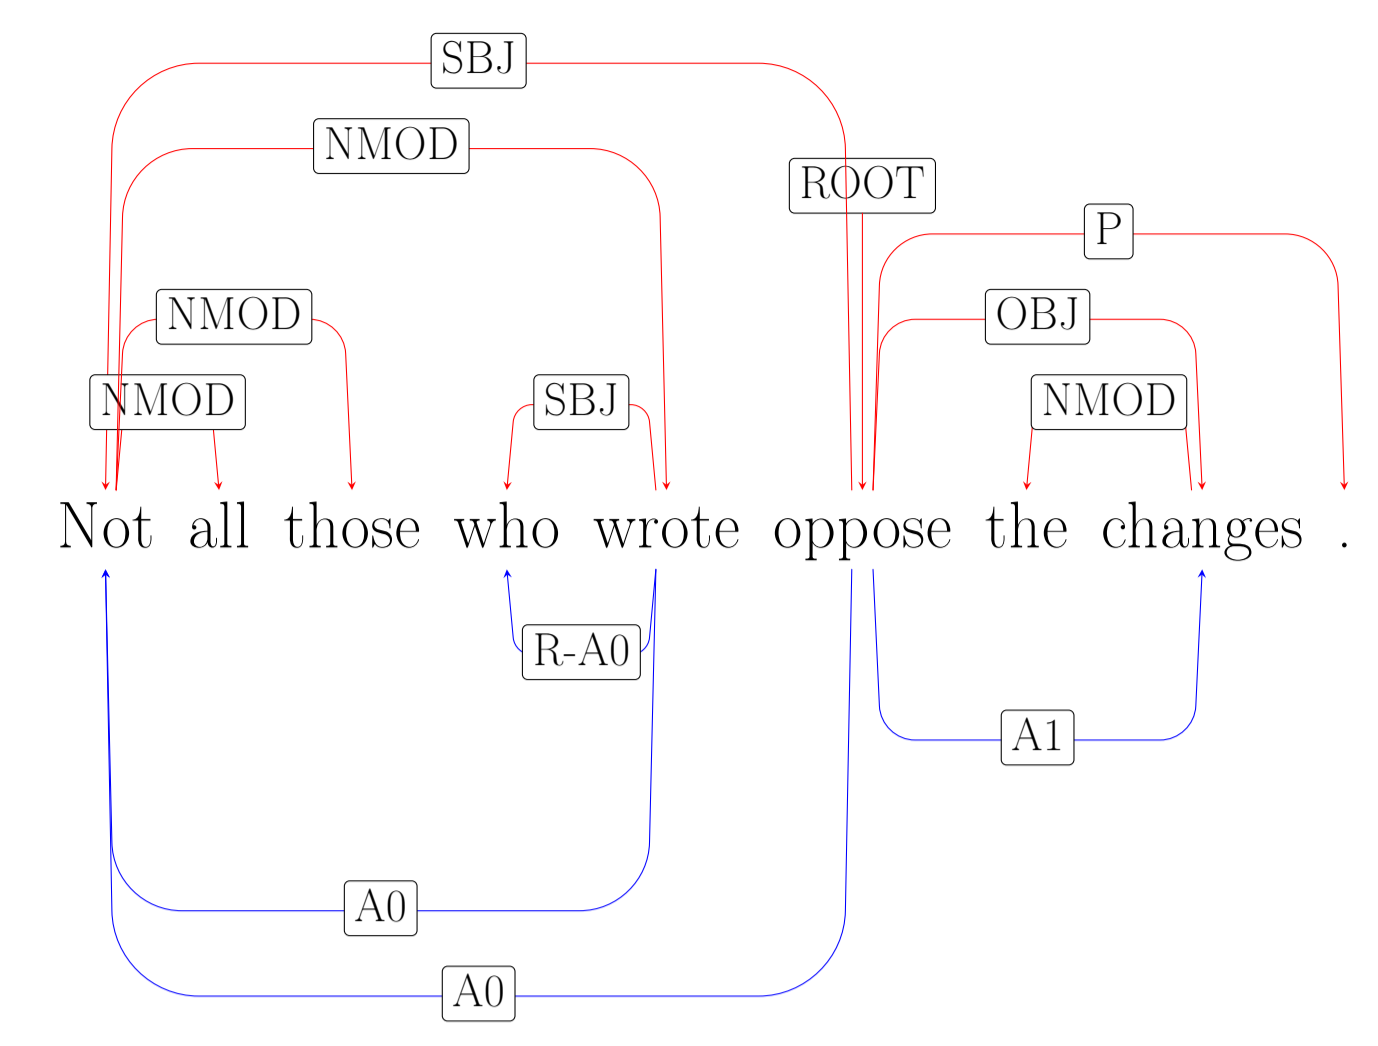 SBJ
NMOD
ROOT
P
NMOD OBJ
NMOD SBJ NMOD
Not all those who wrote oppose the changes .
R-A0
A1
A0
A0